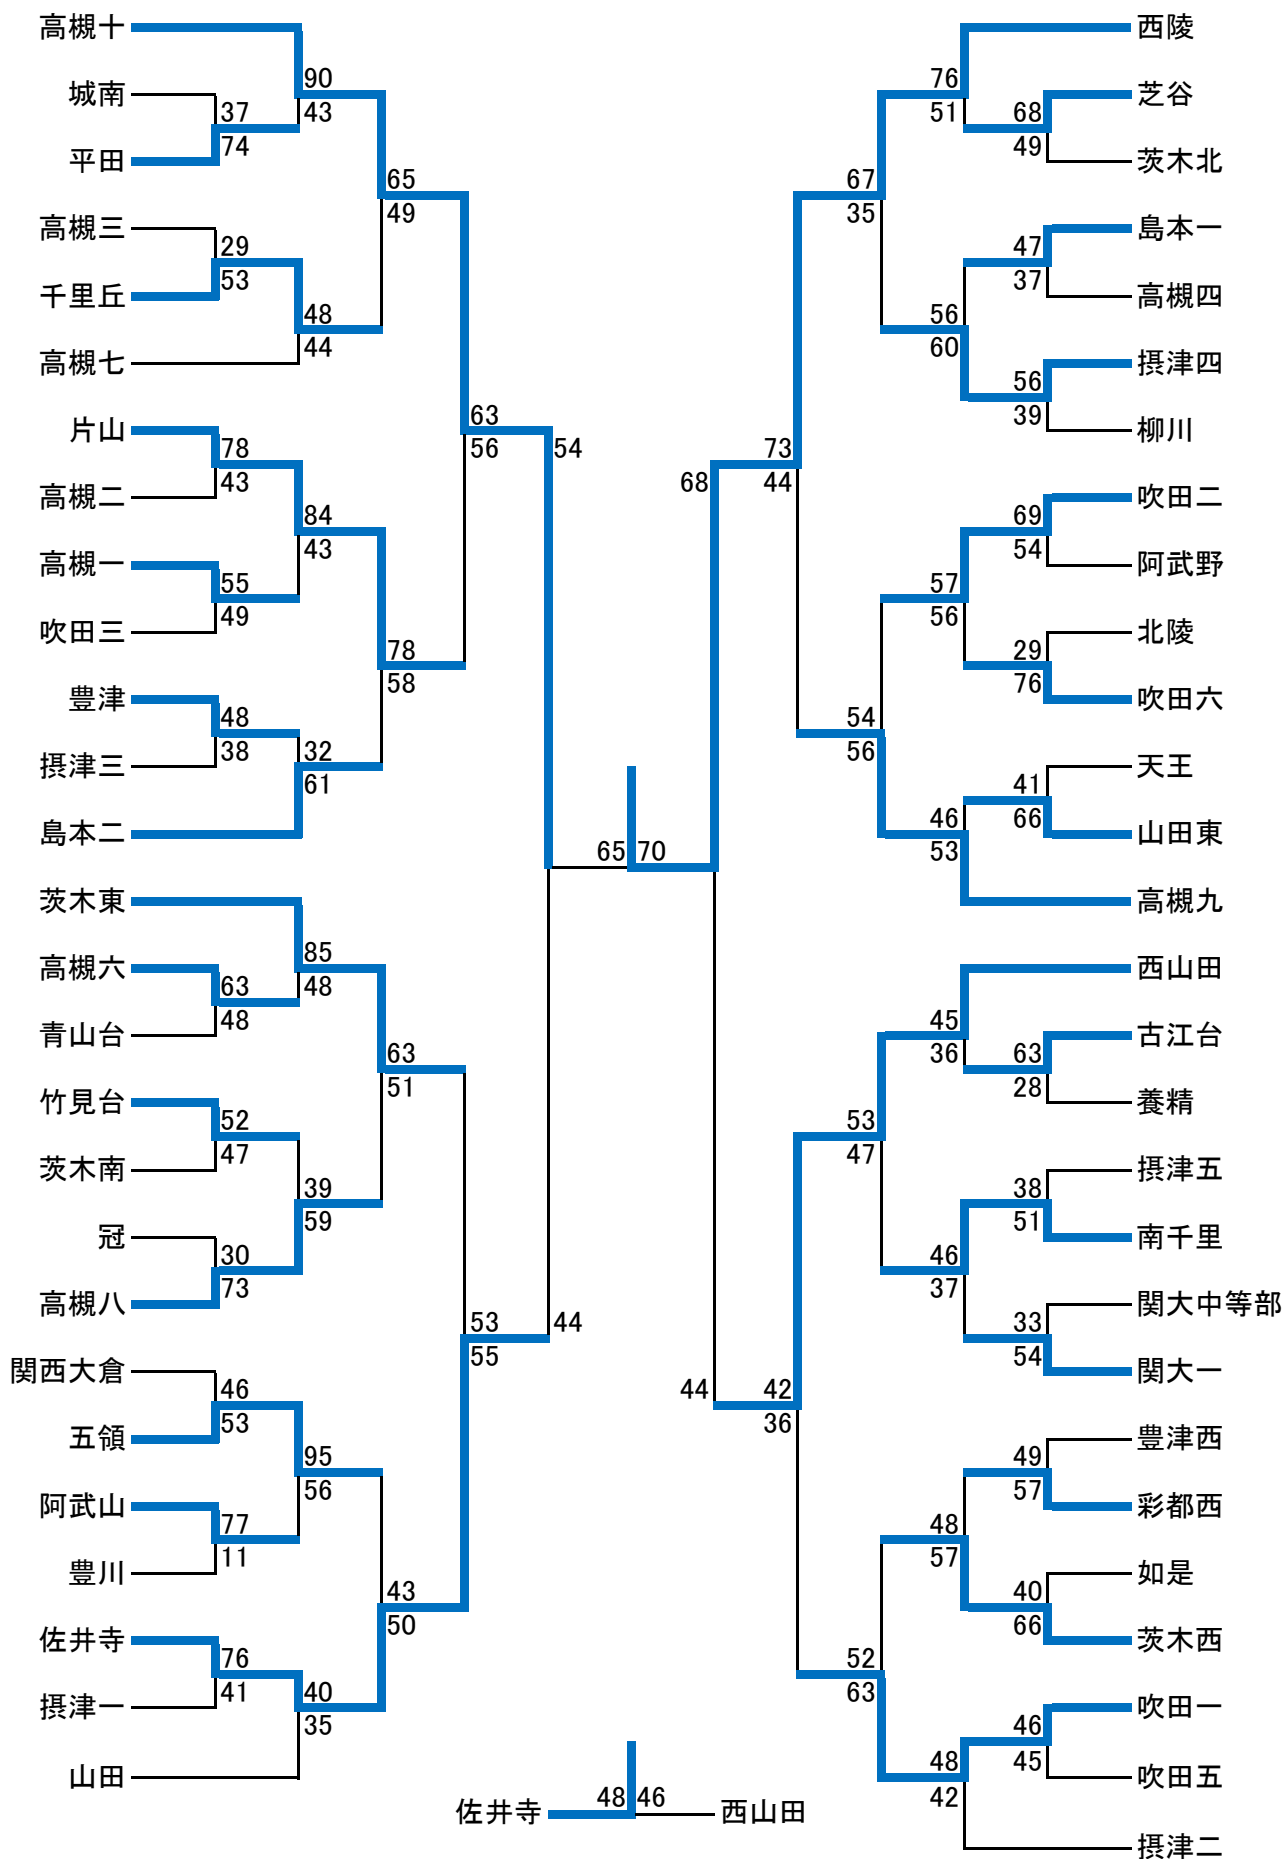 高槻十
90
城南
37
43
74
平田
65
高槻三
49
29
53
千里丘
48
44
高槻七
63
片山
56
54
78
43
高槻二
84
43
高槻一
55
49
吹田三
78
58
豊津
48
38
32
摂津三
61
島本二
65
70
茨木東
85
高槻六
48
63
48
青山台
63
51
竹見台
52
47
茨木南
39
59
冠
30
73
高槻八
53
44
55
関西大倉
46
53
五領
95
56
阿武山
77
11
豊川
43
50
佐井寺
76
41
40
摂津一
35
山田
西陵
76
芝谷
51
68
49
茨木北
67
35
島本一
47
37
高槻四
56
60
摂津四
56
39
柳川
73
68
44
吹田二
69
54
阿武野
57
56
北陵
29
76
吹田六
54
56
天王
41
66
46
山田東
53
高槻九
西山田
45
古江台
36
63
28
養精
53
47
摂津五
38
51
南千里
46
37
関大中等部
33
54
関大一
44
42
36
豊津西
49
57
彩都西
48
57
如是
40
66
茨木西
52
63
吹田一
46
45
48
吹田五
42
摂津二
佐井寺
48
46
西山田